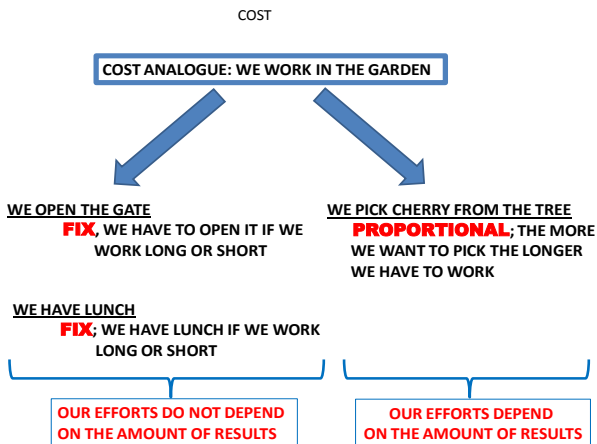 COST
COST ANALOGUE: WE WORK IN THE GARDEN
WE OPEN THE GATE
FIX, WE HAVE TO OPEN IT IF WE
WORK LONG OR SHORT
WE HAVE LUNCH
FIX; WE HAVE LUNCH IF WE WORK
LONG OR SHORT
OUR EFFORTS DO NOT DEPEND
ON THE AMOUNT OF RESULTS
WE PICK CHERRY FROM THE TREE
PROPORTIONAL; THE MORE
WE WANT TO PICK THE LONGER
WE HAVE TO WORK
OUR EFFORTS DEPEND
ON THE AMOUNT OF RESULTS